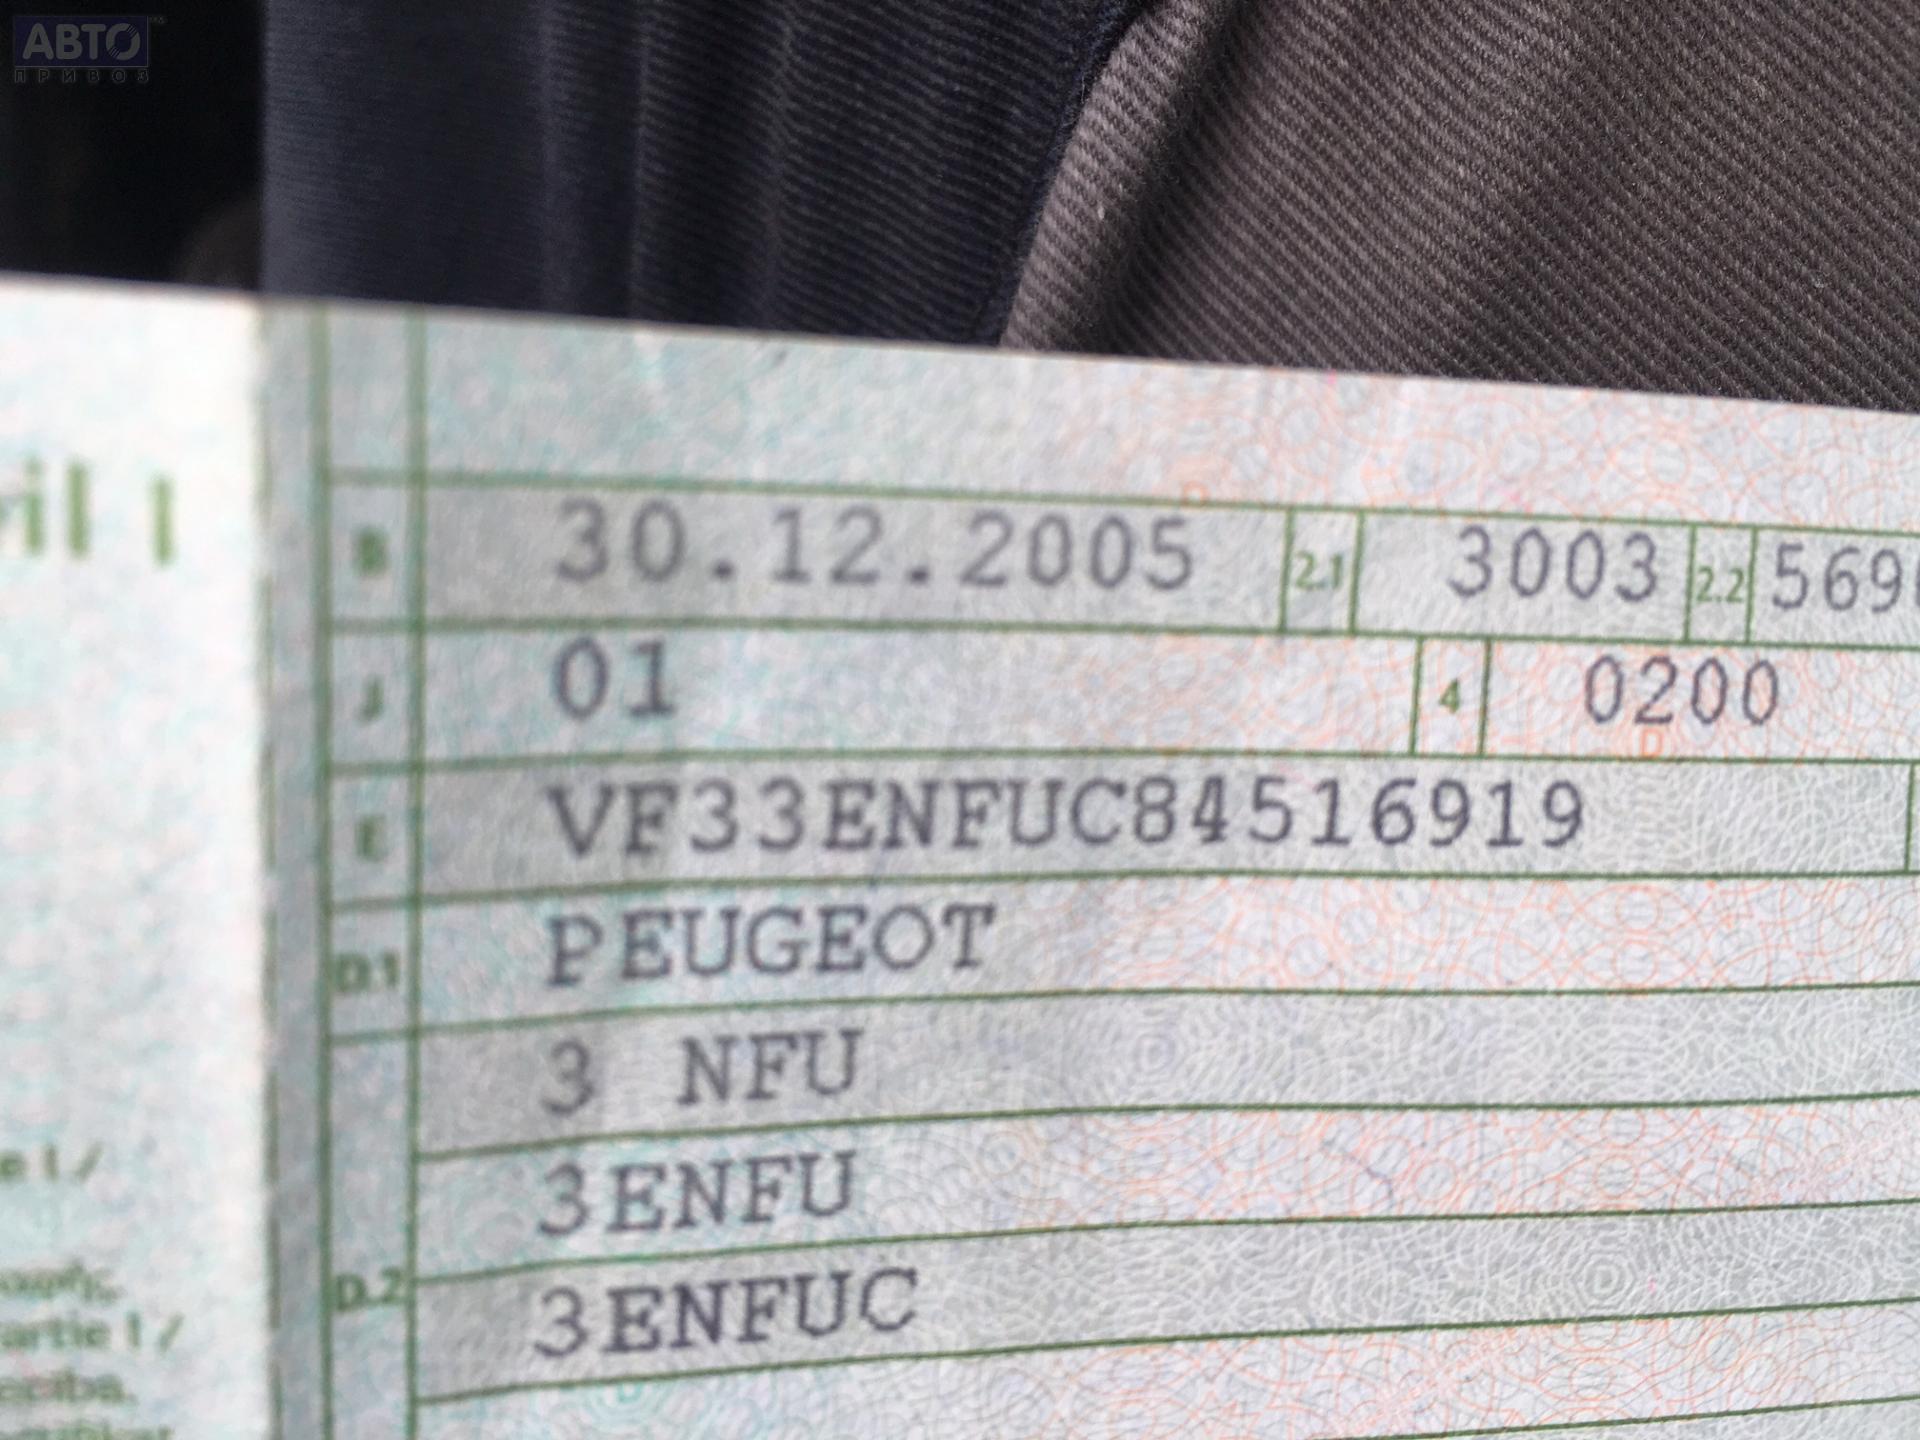 АВТО
ПРИВОЗ
B 30.12.2005 2.1 3003 2.2 569
J 01 4 0200
E VF33ENFUC84516919
D.1 PEUGEOT
3 NFU
3ENFU
D.2 3ENFUC